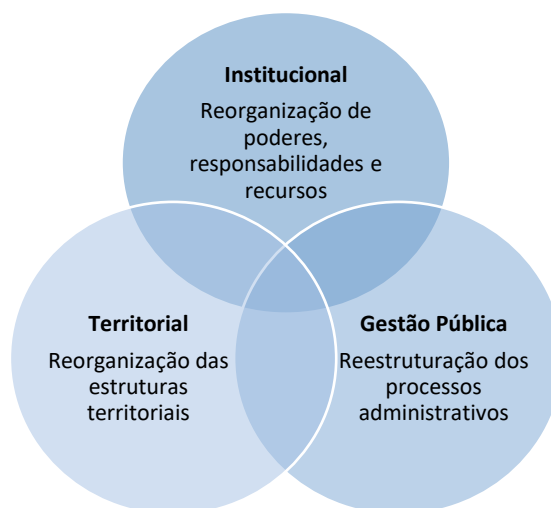 Institucional
Reorganização de
poderes,
responsabilidades e
recursos
Territorial
Reorganização das
estruturas
territoriais
Gestão Pública
Reestruturação dos
processos
administrativos